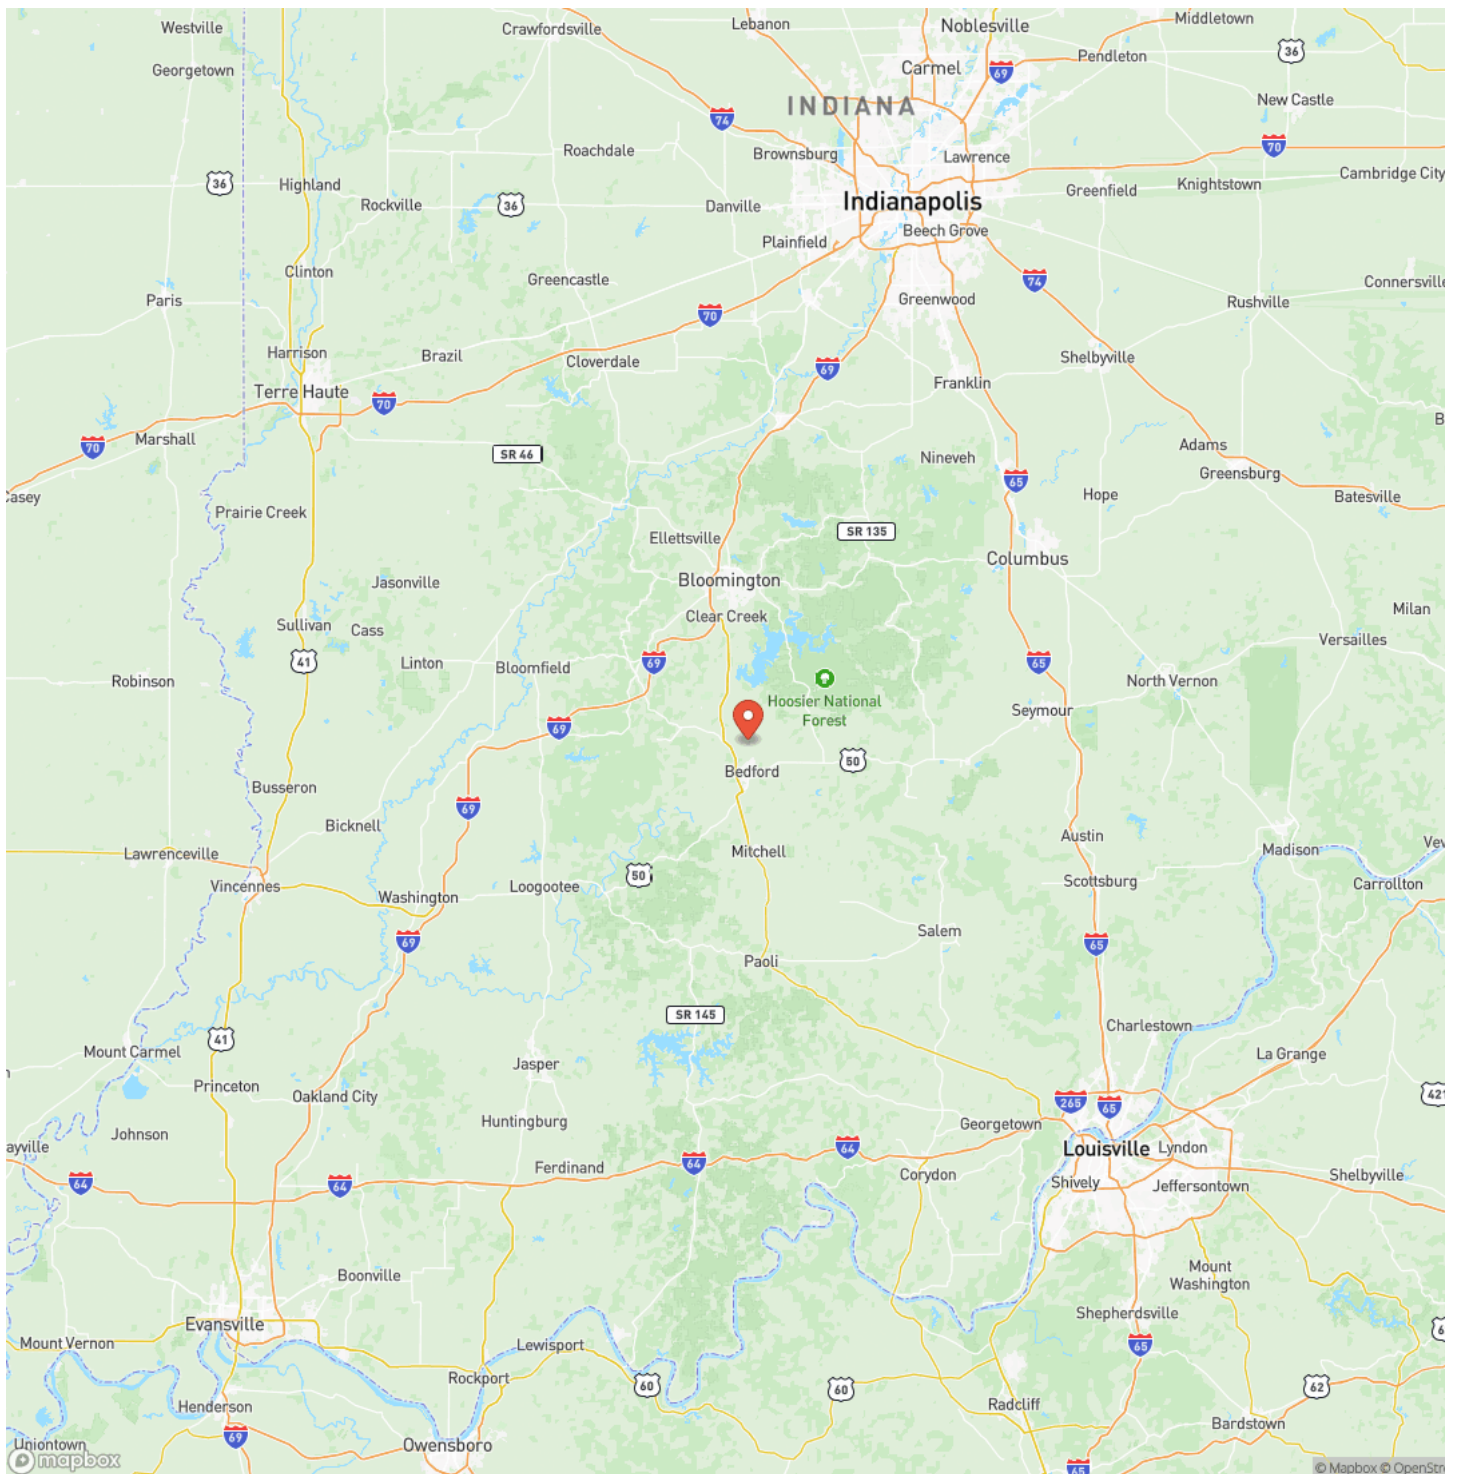 Westville
Crawfordsville
Lebanon
Noblesville
Middletown
36
Georgetown
Carmel
69
Pendleton
INDIANA
New Castle
74
Roachdale
Brownsburg
Lawrence
70
36
Highland
Rockville
36
Danville
Indianapolis
Greenfield
Knightstown
Cambridge City
Plainfield
Beech Grove
Clinton
Greencastle
74
Connersville
Paris
70
Greenwood
Rushville
Harrison
Brazil
Cloverdale
69
Shelbyville
Terre Haute
70
Franklin
70
Marshall
SR 46
Nineveh
Adams
B
Casey
65
Hope
Greensburg
Batesville
Prairie Creek
Ellettsville
SR 135
Columbus
Jasonville
Bloomington
Sullivan
Cass
Clear Creek
Milan
Versailles
41
Linton
Bloomfield
69
65
Robinson
Hoosier National
Forest
North Vernon
69
Seymour
Bedford
50
Busseron
69
Bicknell
Mitchell
Austin
Lawrenceville
Madison
Vev
Vincennes
Washington
Loogootee
50
Scottsburg
Carrollton
69
Paoli
Salem
65
SR 145
Charlestown
41
Mount Carmel
Jasper
La Grange
Princeton
Oakland City
265
65
421
Johnson
Huntingburg
Georgetown
ayville
64
Ferdinand
64
64
64
Corydon
Louisville
Lyndon
Shively
Jeffersontown
Shelbyville
Boonville
Mount
Washington
Evansville
Shepherdsville
Mount Vernon
Lewisport
65
6
Rockport
60
60
62
Henderson
Radcliff
Bardstown
69
Uniontown
Owensboro
mapbox
65
© Mapbox © OpenStre